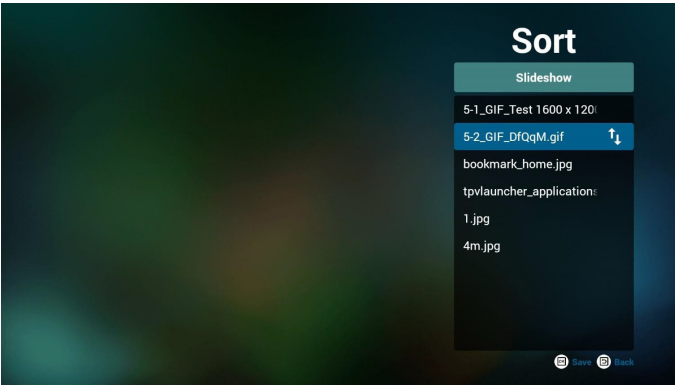 Sort
Slideshow
5-1_GIF_Test 1600 x 120
5-2_GIF_DfQqM.gif
bookmark_home.jpg
tpvlauncher_applications
1.jpg
4m.jpg
Save Back